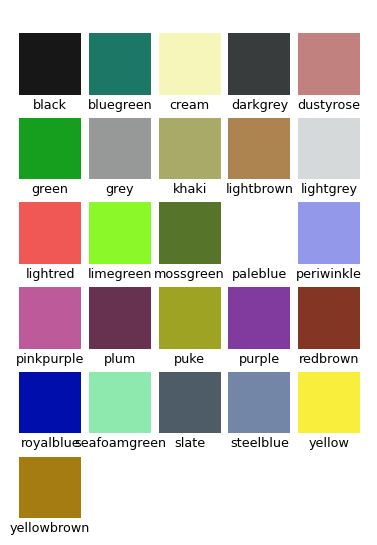 black bluegreen cream darkgrey dustyrose
green grey khaki lightbrown lightgrey
lightred limegreen mossgreen paleblue periwinkle
pinkpurple plum puke purple redbrown
royalblue seafoamgreen slate steelblue yellow
yellowbrown